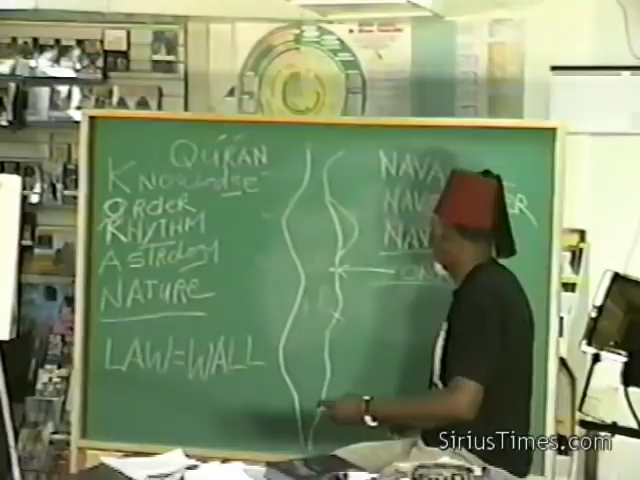 QURAN
KNOWLEDGE
ORDER
RHYTHM
ASTROLOGY
NATURE
LAW=WALL
NAVA
NAV
NAV
SiriusTimes.com